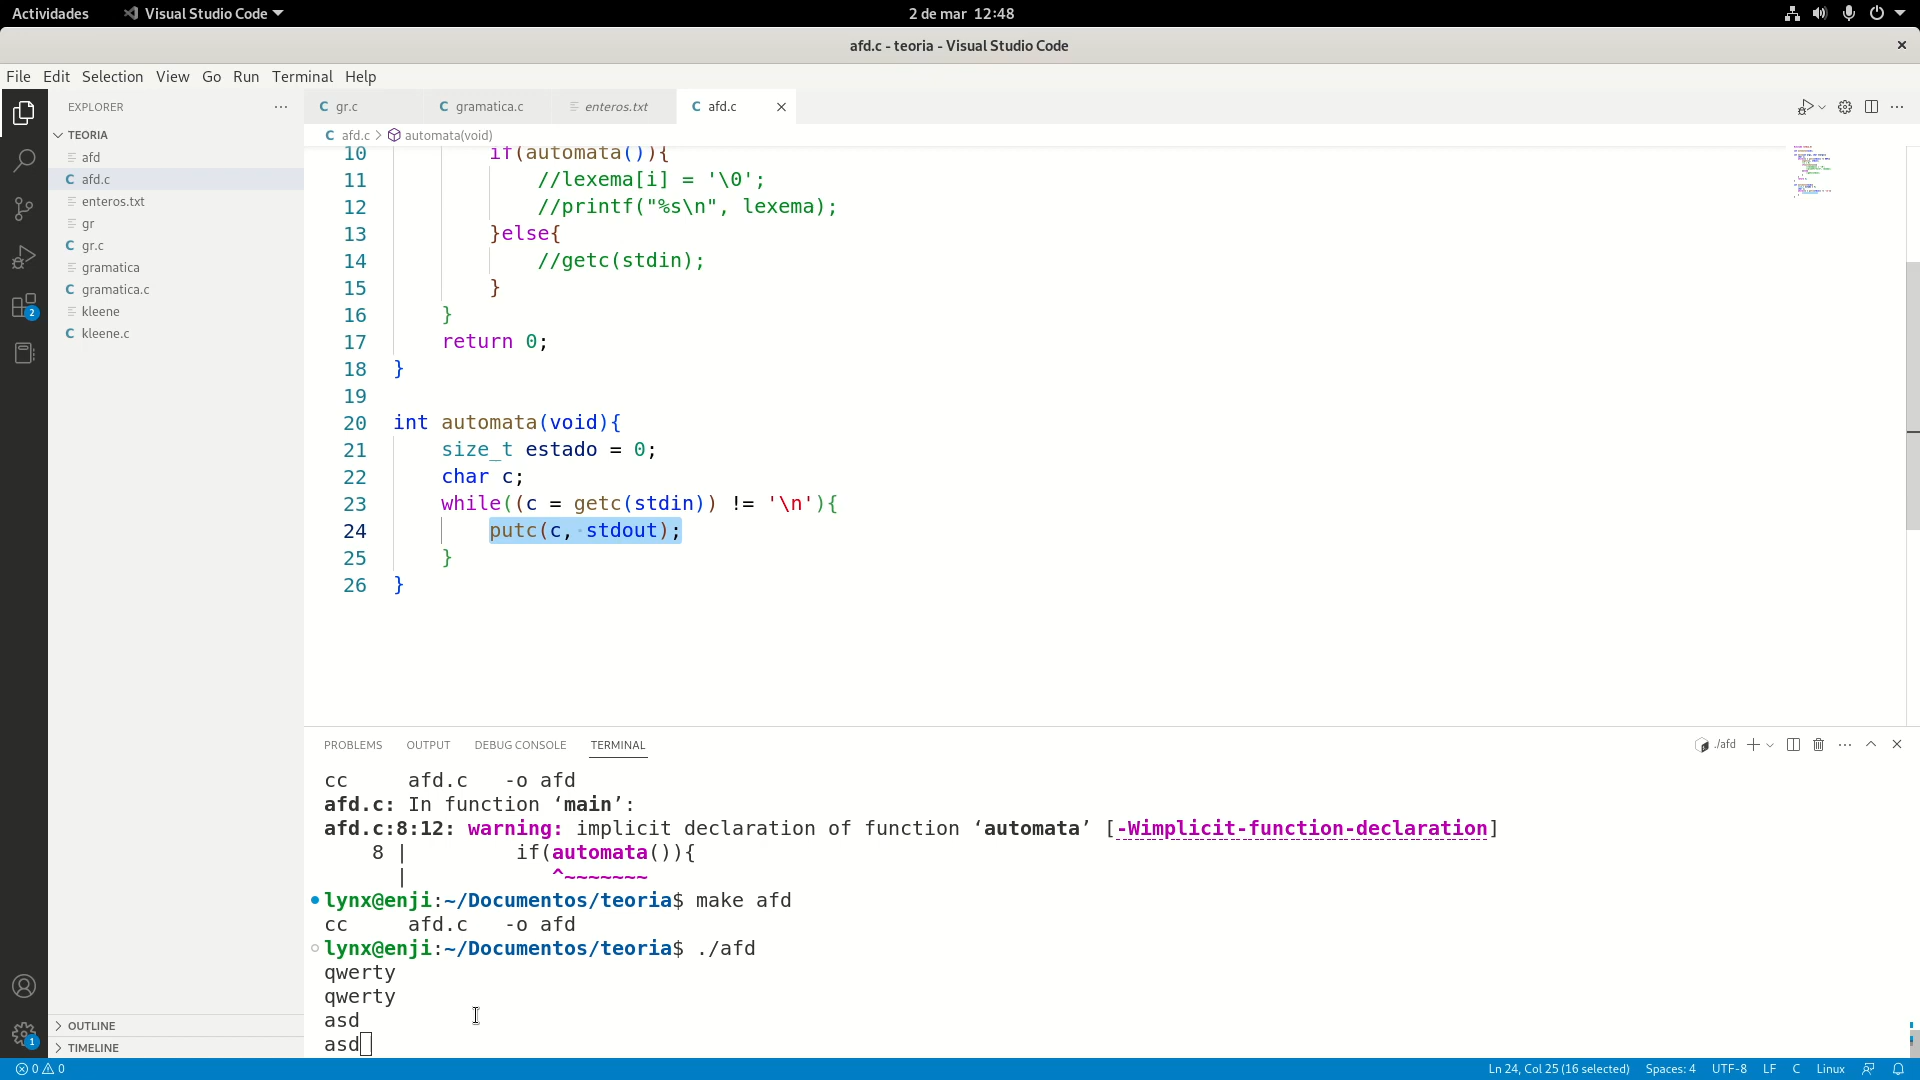 Actividades
Visual Studio Code
2 de mar 12:48
afd.c - teoria - Visual Studio Code
File Edit Selection View Go Run Terminal Help
EXPLORER
TEORIA
afd
C afd.c
enteros.txt
gr
C gr.c
gramatica
C gramatica.c
kleene
C kleene.c
OUTLINE
TIMELINE
2
1
C gr.c
C gramatica.c
enteros.txt
C afd.c
C afd.c > automata(void)
10 if(automata()){
11 //lexema[i] = '\0';
12 //printf("%s\n", lexema);
13 }else{
14 //getc(stdin);
15 }
16 }
17 return 0;
18 }
19
20 int automata(void){
21 size_t estado = 0;
22 char c;
23 while((c = getc(stdin)) != '\n'){
24 putc(c, stdout);
25 }
26 }
PROBLEMS OUTPUT DEBUG CONSOLE TERMINAL
./afd
cc afd.c -o afd
afd.c: In function ‘main’:
afd.c:8:12: warning: implicit declaration of function ‘automata’ [-Wimplicit-function-declaration]
8 | if(automata()){
| ^~~~~~~~
lynx@enji:~/Documentos/teoria$ make afd
cc afd.c -o afd
lynx@enji:~/Documentos/teoria$ ./afd
qwerty
qwerty
asd
asd
0 0
Ln 24, Col 25 (16 selected) Spaces: 4 UTF-8 LF C Linux